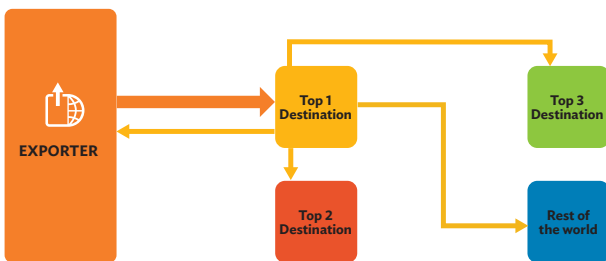 EXPORTER
Top 1
Destination
Top 3
Destination
Top 2
Destination
Rest of
the world